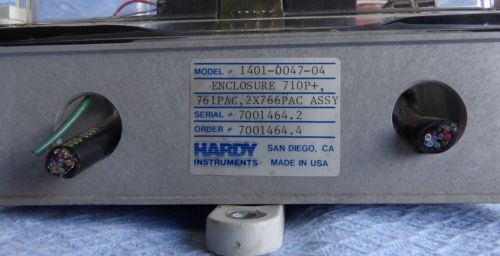 MODEL # 1401-0047-04
ENCLOSURE 710P+,
761PAC,2X766PAC ASSY
SERIAL # 7001464.2
ORDER # 7001464.4
HARDY SAN DIEGO, CA
INSTRUMENTS MADE IN USA